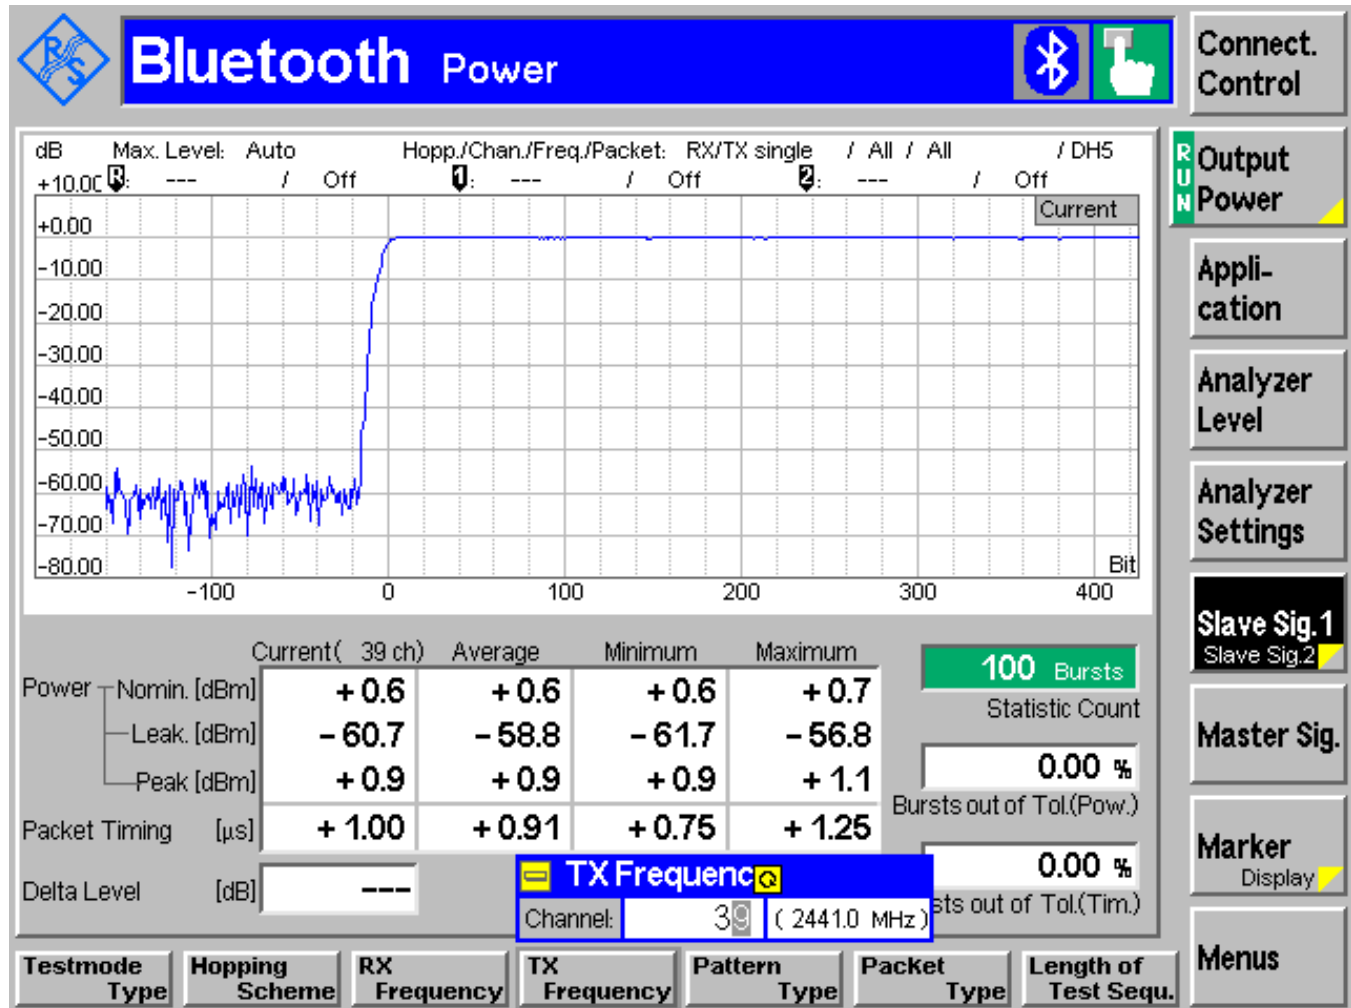 R&S
Bluetooth Power
Connect. Control
dB Max. Level: Auto Hopp./Chan./Freq./Packet: RX/TX single / All / All / DH5
+10.00 R: --- / Off 1: --- / Off 2: --- / Off
Current
+0.00
-10.00
-20.00
-30.00
-40.00
-50.00
-60.00
-70.00
-80.00
Bit
-100 0 100 200 300 400
Current( 39 ch) Average Minimum Maximum
Power Nomin. [dBm] +0.6 +0.6 +0.6 +0.7
Leak. [dBm] -60.7 -58.8 -61.7 -56.8
Peak [dBm] +0.9 +0.9 +0.9 +1.1
Packet Timing [µs] +1.00 +0.91 +0.75 +1.25
Delta Level [dB] ---
100 Bursts
Statistic Count
0.00 %
Bursts out of Tol.(Pow.)
0.00 %
sts out of Tol.(Tim.)
TX Frequenc
Channel: 39 ( 2441.0 MHz )
RUN
Output Power
Appli-
cation
Analyzer
Level
Analyzer
Settings
Slave Sig.1
Slave Sig.2
Master Sig.
Marker
Display
Menus
Testmode Type
Hopping Scheme
RX Frequency
TX Frequency
Pattern Type
Packet Type
Length of Test Sequ.